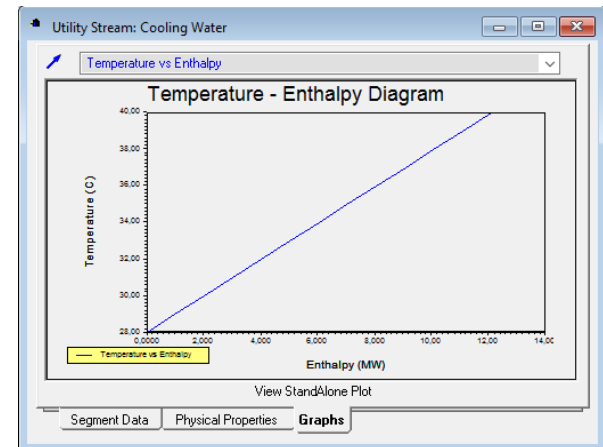 Utility Stream: Cooling Water
Temperature vs Enthalpy
Temperature - Enthalpy Diagram
40,00
38,00
36,00
34,00
32,00
30,00
28,00
Temperature (C)
0,0000 2,000 4,000 6,000 8,000 10,00 12,00 14,00
Temperature vs Enthalpy
Enthalpy (MW)
View StandAlone Plot
Segment Data Physical Properties Graphs